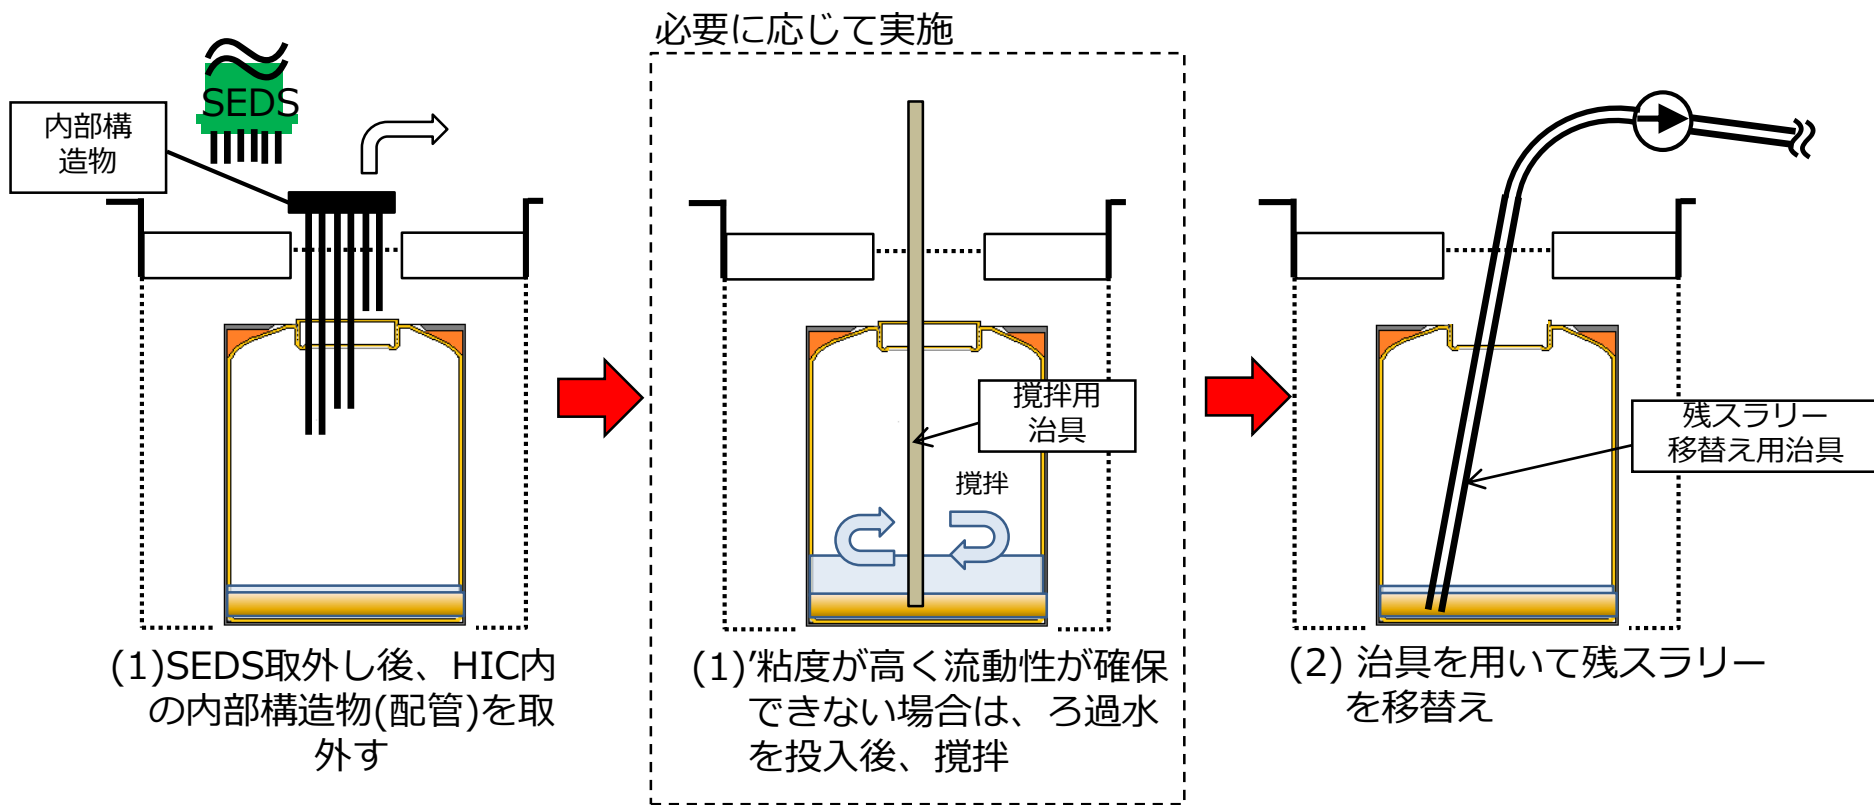 必要に応じて実施
SEDS
内部構
造物
(1)SEDS取外し後、HIC内
の内部構造物(配管)を取
外す
撹拌用
治具
撹拌
(1)’粘度が高く流動性が確保
できない場合は、ろ過水
を投入後、撹拌
残スラリー
移替え用治具
(2) 治具を用いて残スラリー
を移替え